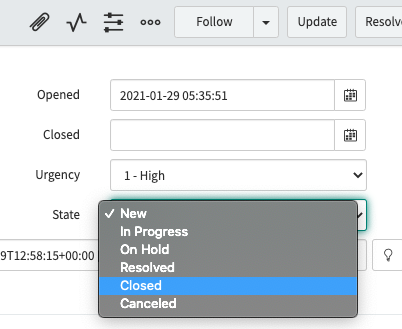 Follow
Update
Resolv
Opened
2021-01-29 05:35:51
Closed
Urgency
1 - High
State
✓ New
In Progress
On Hold
Resolved
Closed
Canceled
9T12:58:15+00:00